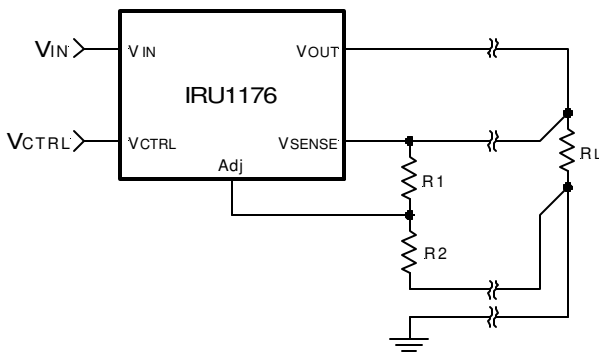 VIN
VIN
VOUT
IRU1176
VCTRL
VCTRL
VSENSE
Adj
RL
R1
R2